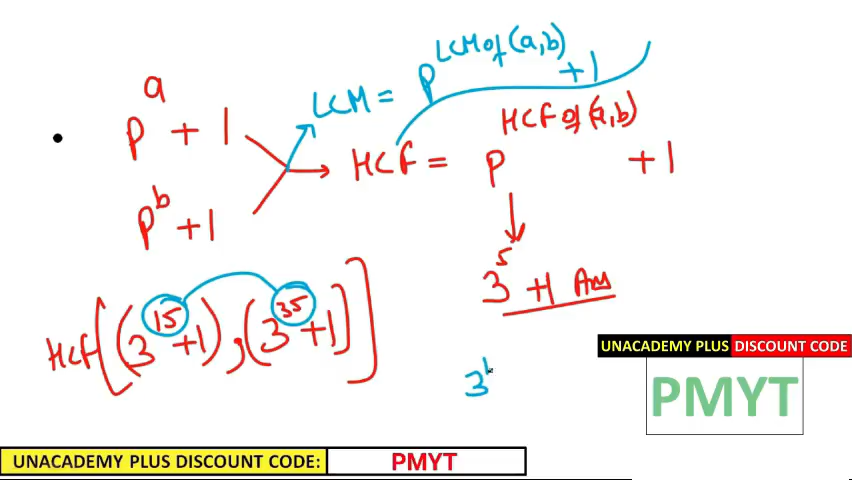 LCM = p^LCM of (a,b) + 1
p^a + 1
HCF = p^HCF of (a,b) + 1
p^b + 1
3^5 + 1 Ans
HCF[(3^15 + 1), (3^35 + 1]]
UNACADEMY PLUS DISCOUNT CODE
PMYT
UNACADEMY PLUS DISCOUNT CODE: PMYT